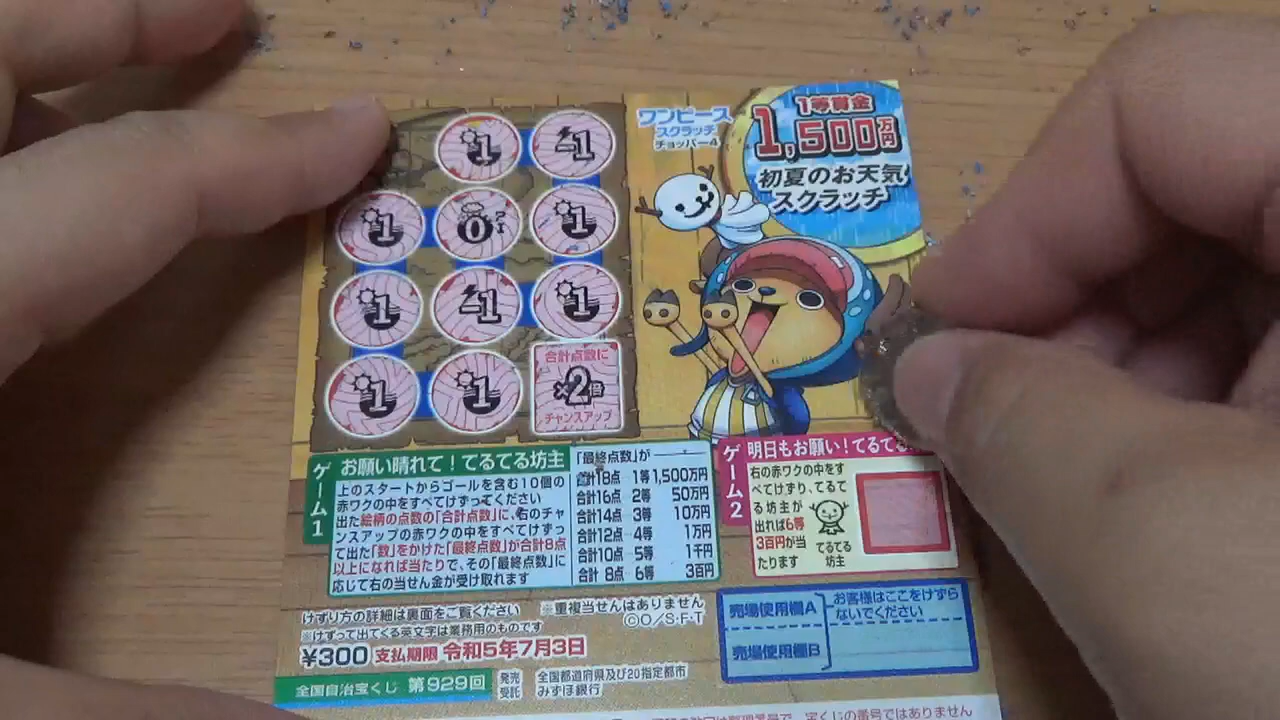 1
-1
1
0
1
1
-1
1
1
1
合計点数に
×2倍
チャンスアップ
ワンピース
スクラッチ
チョッパー4
1等賞金
1,500万円
初夏のお天気
スクラッチ
ゲーム1
お願い晴れて!てるてる坊主
上のスタートからゴールを含む10個の
赤ワクの中をすべてけずってください
出た絵柄の点数の「合計点数」に、右のチャ
ンスアップの赤ワクの中をすべてけずっ
て出た「数」をかけた「最終点数」が合計8点
以上になれば当たりで、その「最終点数」に
応じて右の当せん金が受け取れます
「最終点数」が
合計18点 1等 1,500万円
合計16点 2等 50万円
合計14点 3等 10万円
合計12点 4等 1万円
合計10点 5等 1千円
合計 8点 6等 3百円
ゲーム2
明日もお願い!てるてる
右の赤ワクの中をす
べてけずり、てるて
る坊主が
出れば6等
3百円が当
たります
てるてる
坊主
けずり方の詳細は裏面をご覧ください ※重複当せんはありません
※けずって出てくる英文字は業務用のものです
©O/S・F・T
¥300 支払期限 令和5年7月3日
全国自治宝くじ 第929回
発売 全国都道府県及び20指定都市
受託 みずほ銀行
売場使用欄A
売場使用欄B
お客様はここをけずら
ないでください